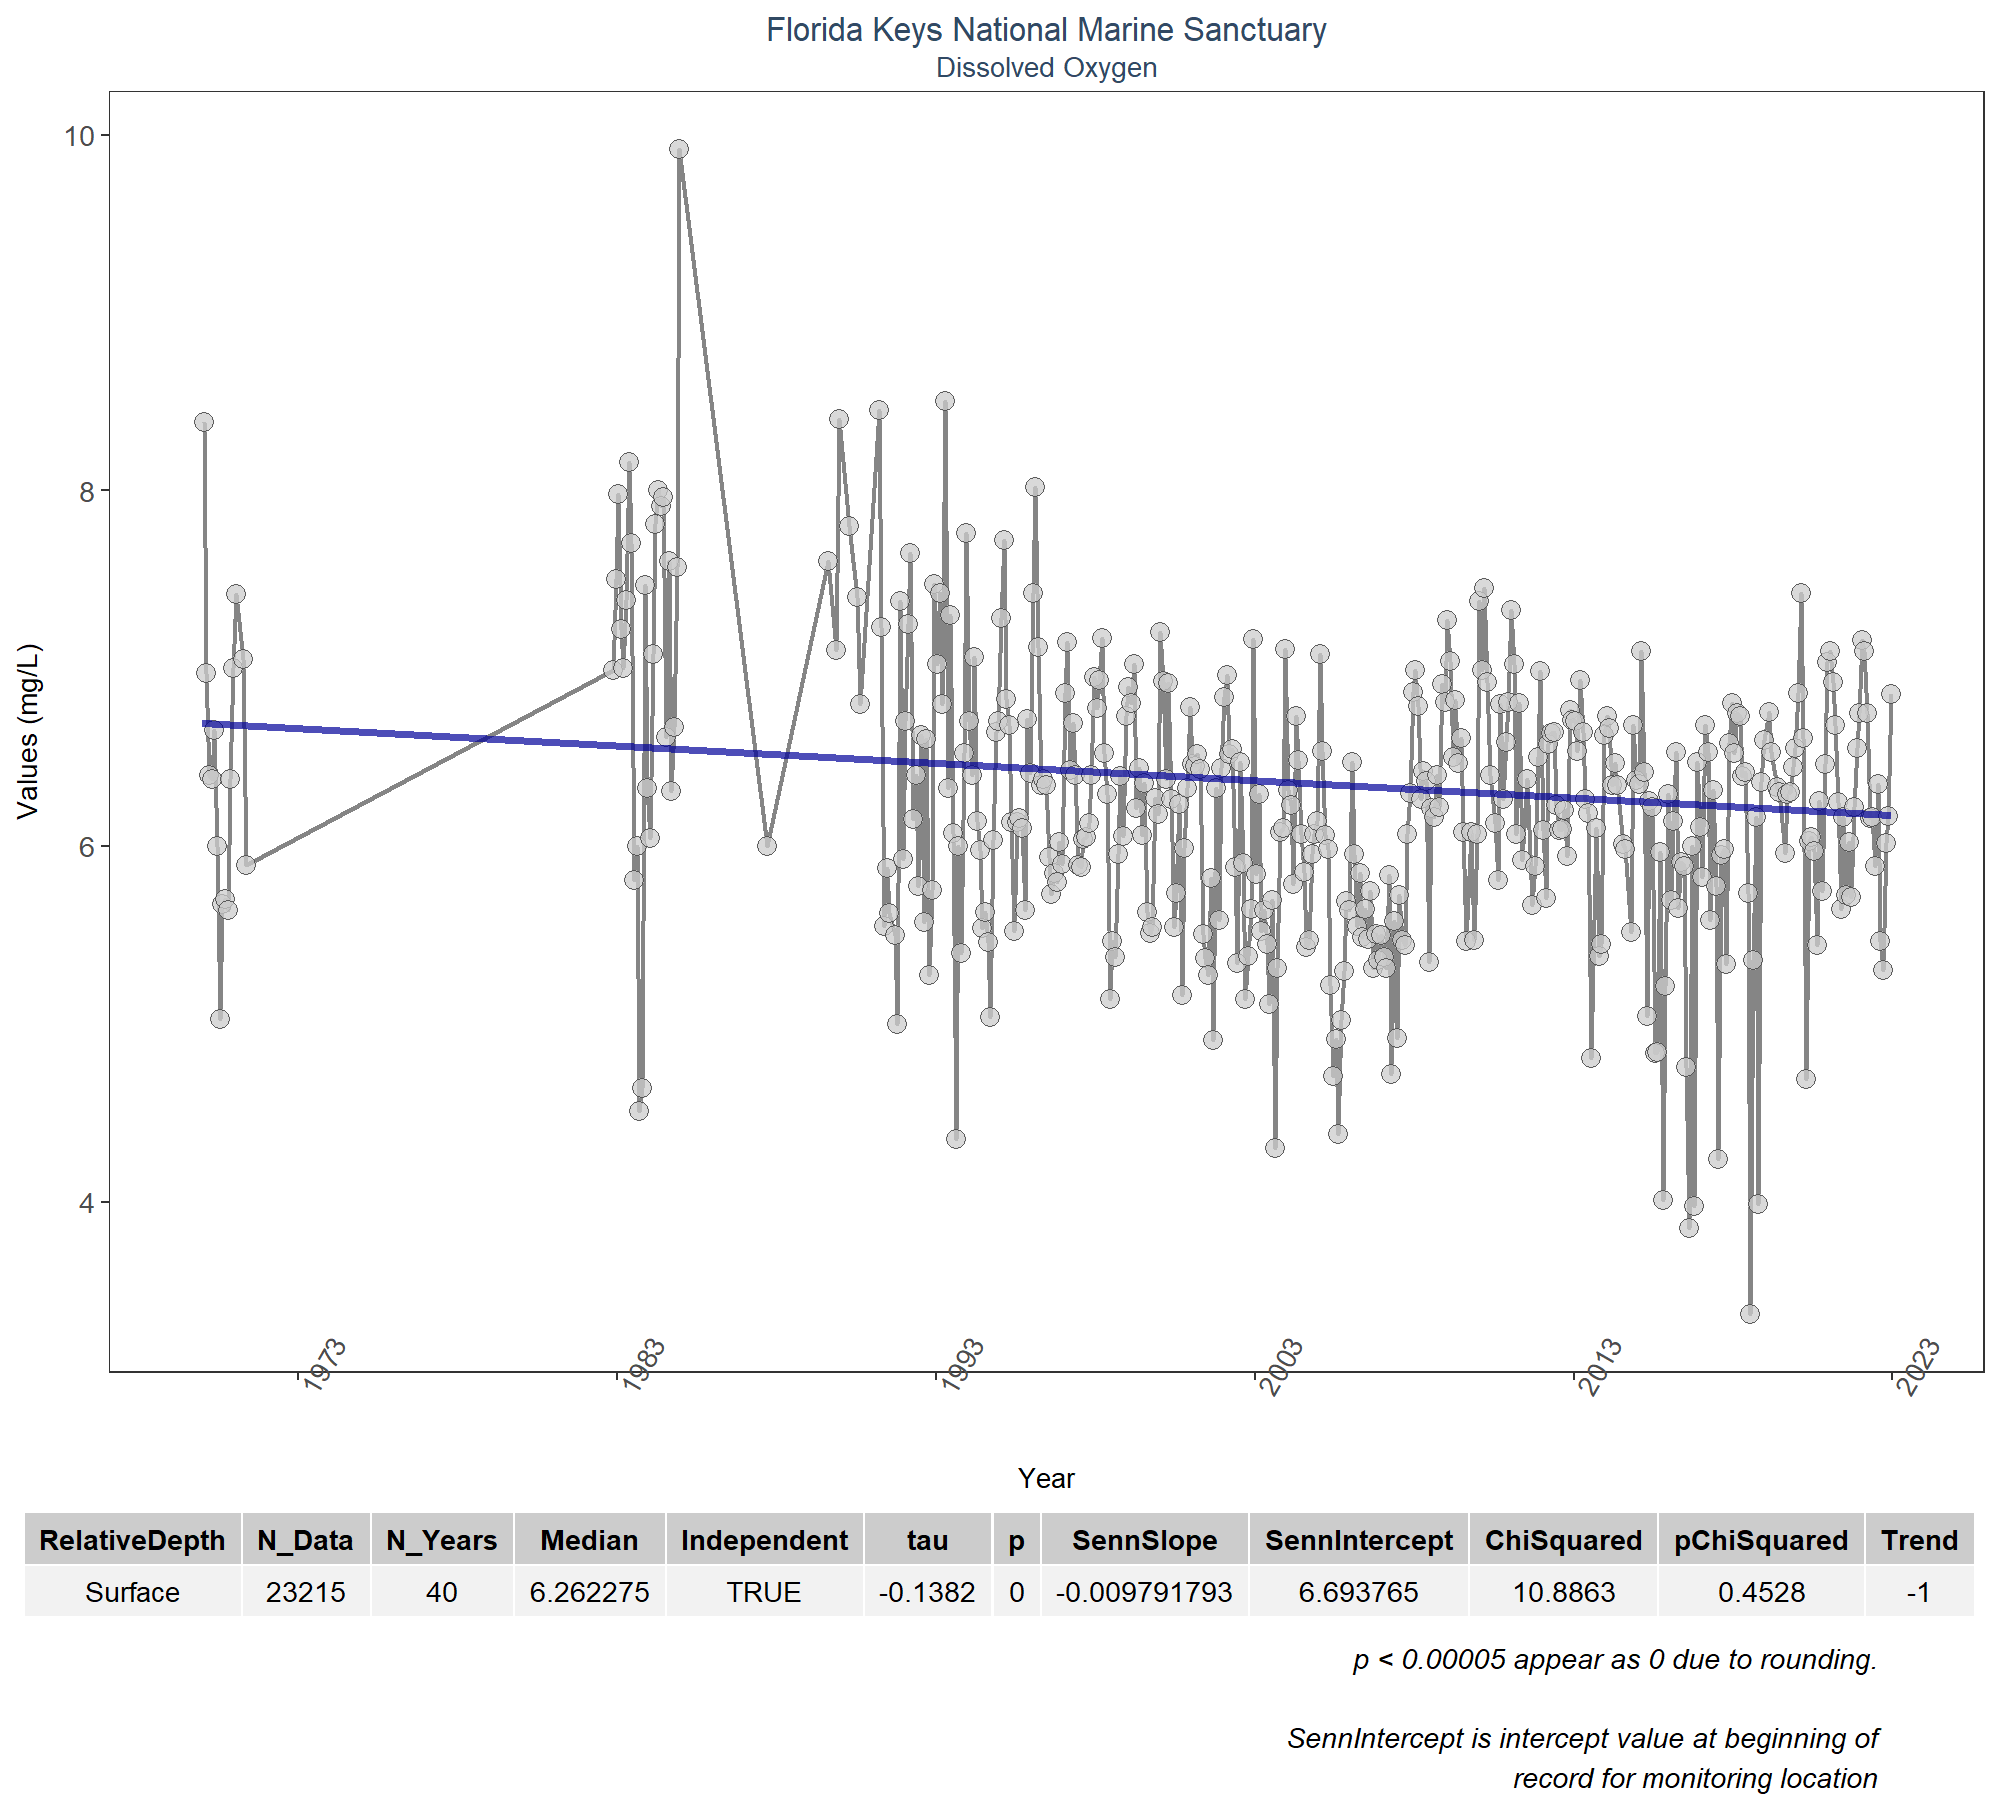 Florida Keys National Marine Sanctuary
Dissolved Oxygen
10
8
6
4
Values (mg/L)
1973
1983
1993
2003
2013
2023
Year
RelativeDepth N_Data N_Years Median Independent tau p SennSlope SennIntercept ChiSquared pChiSquared Trend
Surface 23215 40 6.262275 TRUE -0.1382 0 -0.009791793 6.693765 10.8863 0.4528 -1
p < 0.00005 appear as 0 due to rounding.
SennIntercept is intercept value at beginning of
record for monitoring location